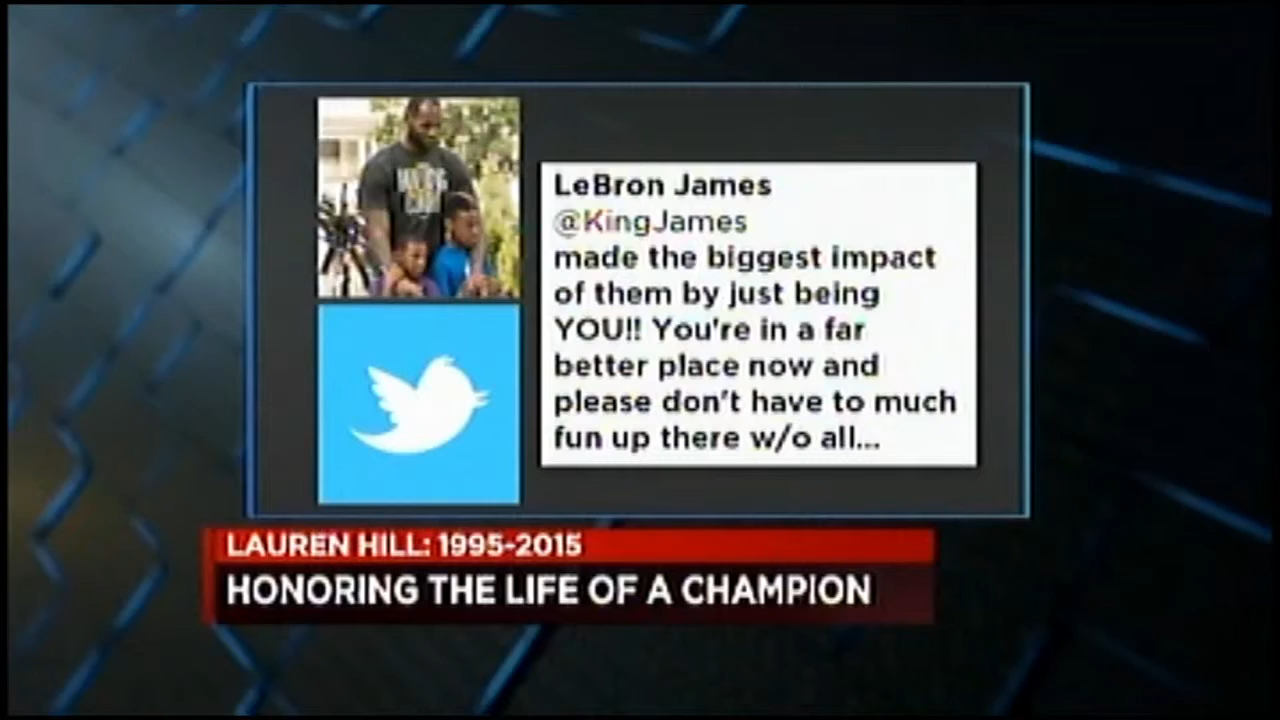 LeBron James
@KingJames
made the biggest impact
of them by just being
YOU!! You're in a far
better place now and
please don't have to much
fun up there w/o all...
LAUREN HILL: 1995-2015
HONORING THE LIFE OF A CHAMPION